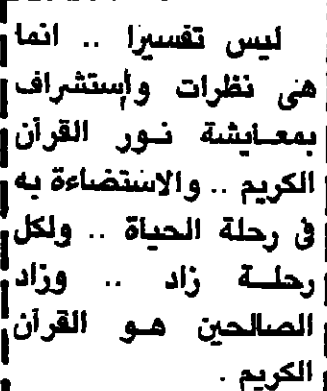 ليس تفسيرا .. انما
هى نظرات وإستشراف
بمعايشة نور القرآن
الكريم .. والاستضاءة به
فى رحلة الحياة .. ولكل
رحلة زاد .. وزاد
الصالحين هو القرآن
الكريم .